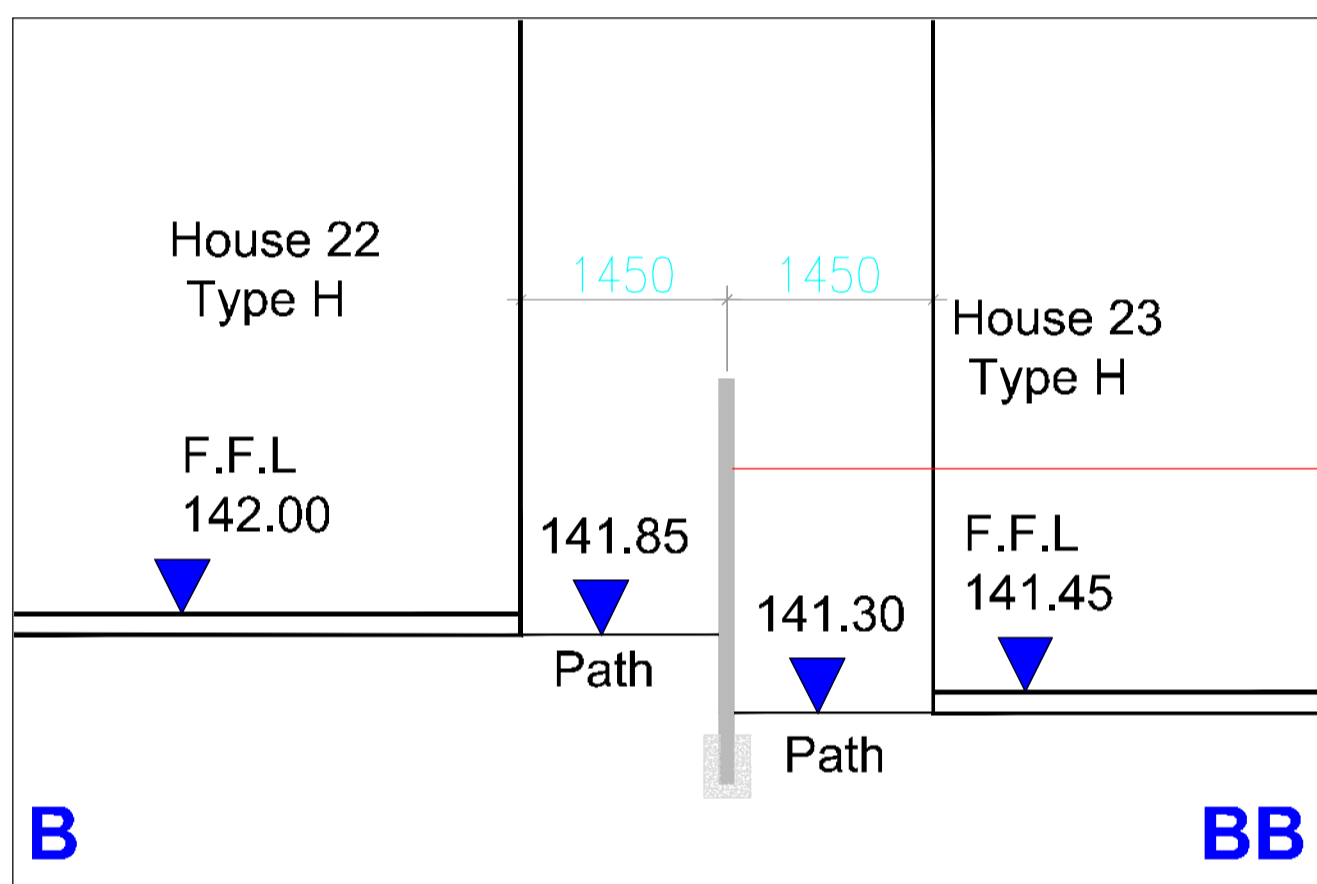 House 22
Type H
1450
1450
House 23
Type H
F.F.L
142.00
141.85
Path
141.30
Path
F.F.L
141.45
B
BB